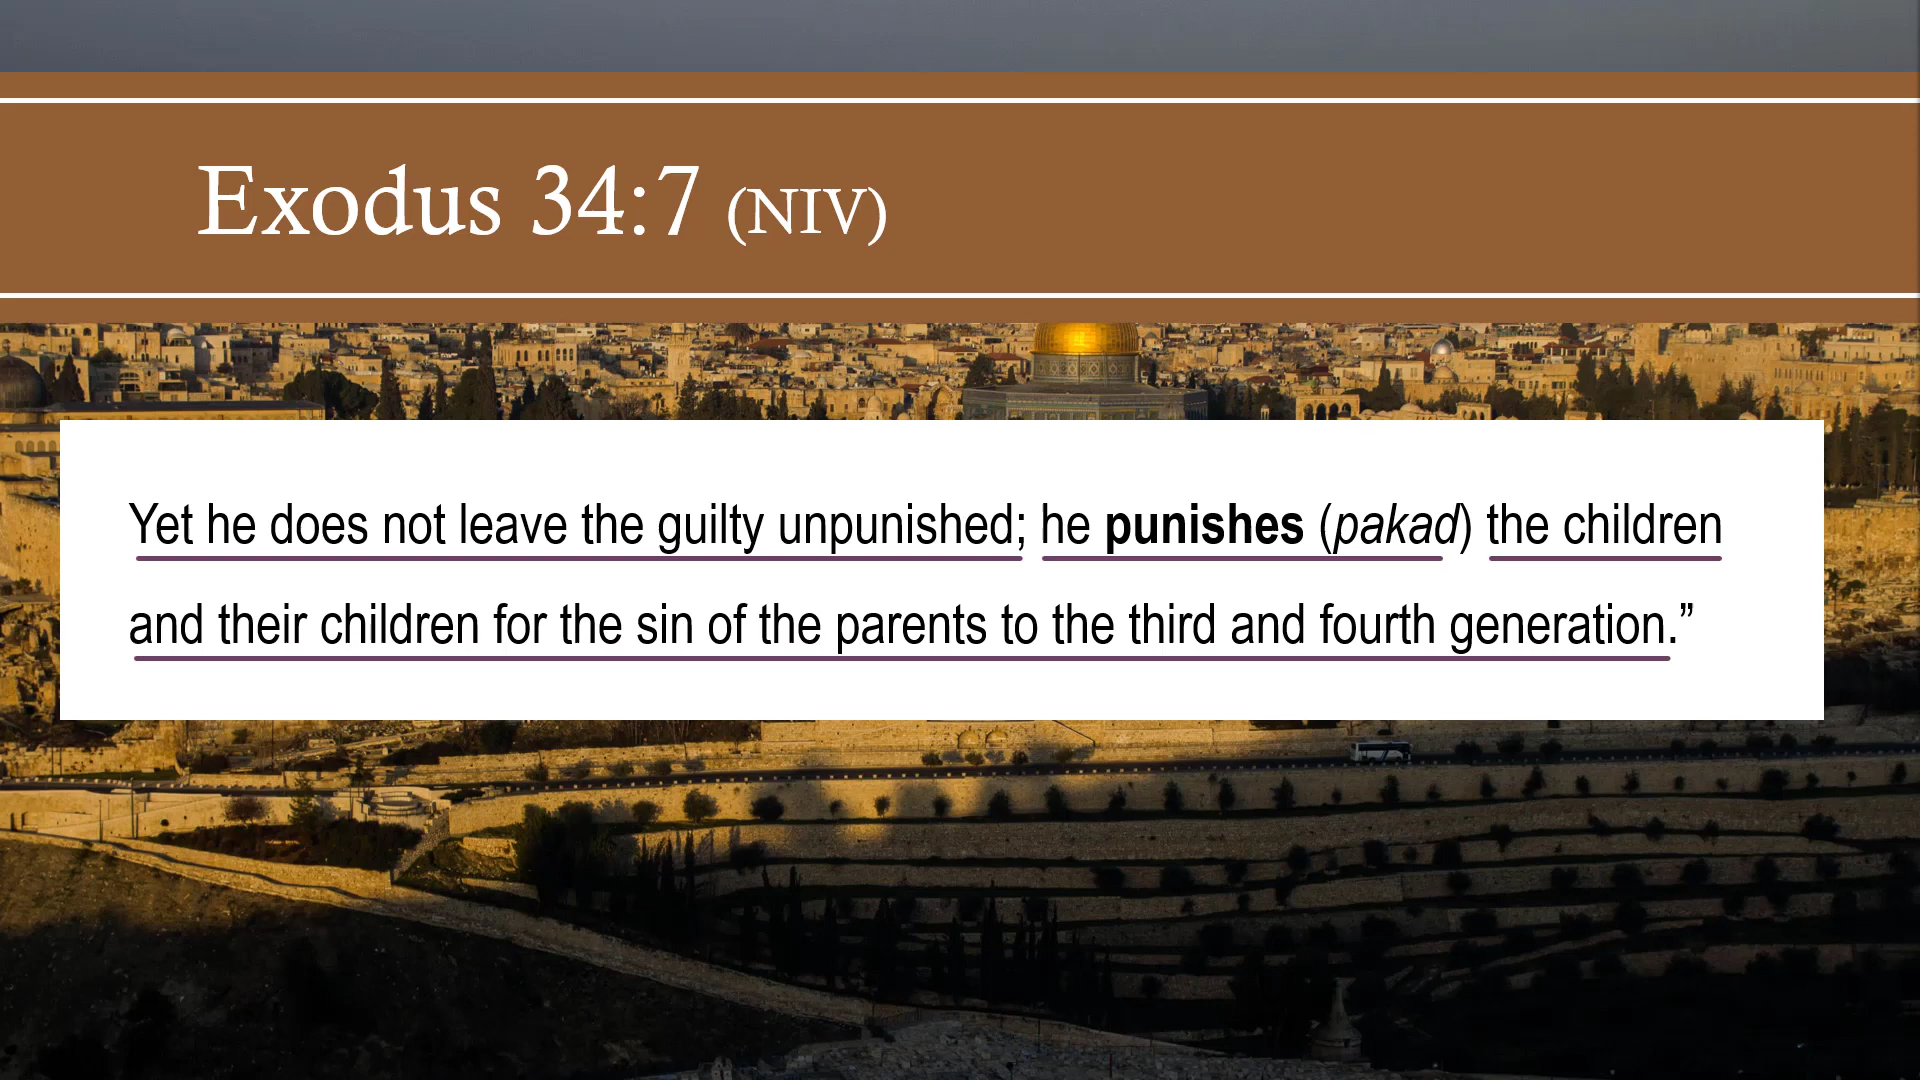 Exodus 34:7 (NIV)
Yet he does not leave the guilty unpunished; he punishes (pakad) the children
and their children for the sin of the parents to the third and fourth generation.”